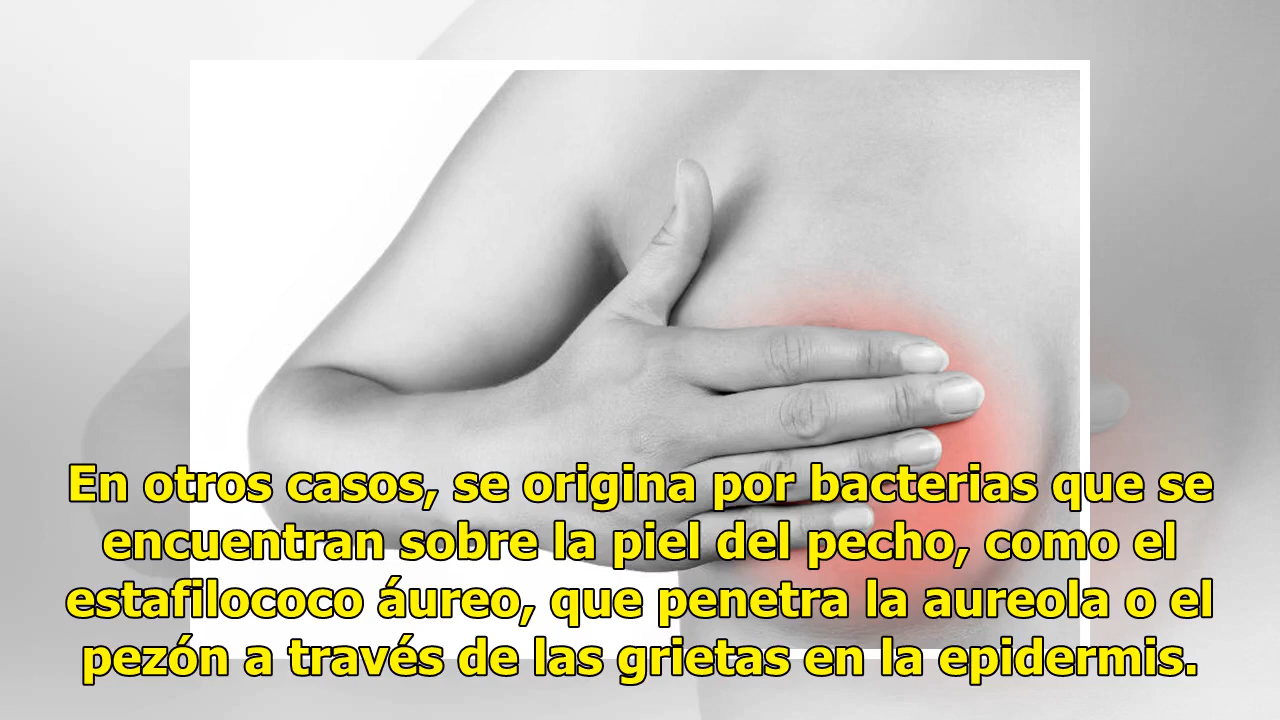 En otros casos, se origina por bacterias que se
encuentran sobre la piel del pecho, como el
estafilococo áureo, que penetra la aureola o el
pezón a través de las grietas en la epidermis.